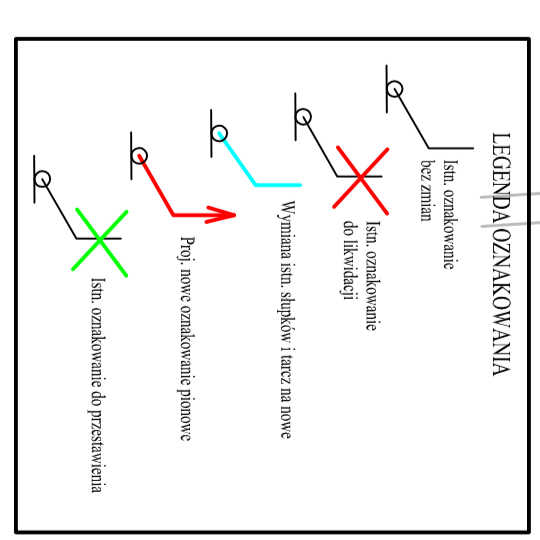 LEGENDA OZNAKOWANIA
Istn. oznakowanie
bez zmian
Istn. oznakowanie
do likwidacji
Wymiana istn. słupków i tarcz na nowe
Proj. nowe oznakowanie pionowe
Istn. oznakowanie do przestawienia